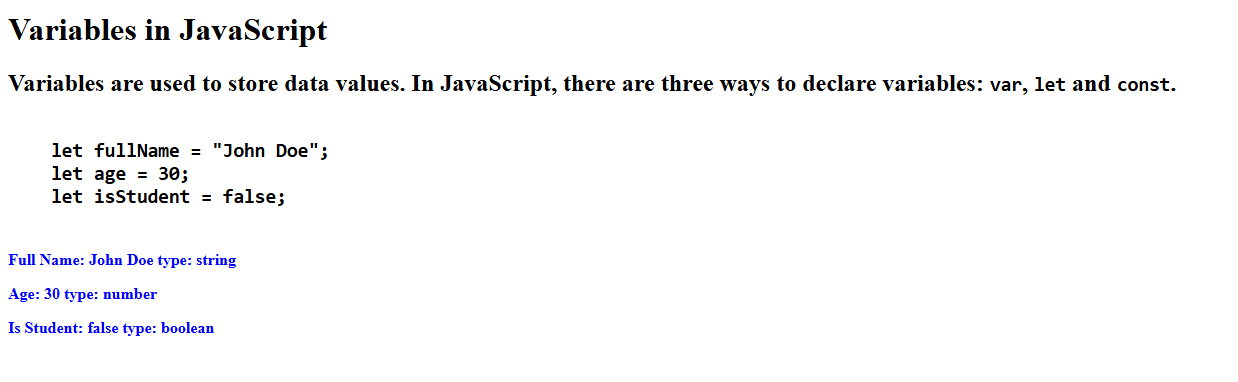 Variables in JavaScript
Variables are used to store data values. In JavaScript, there are three ways to declare variables: var, let and const.
let fullName = "John Doe";
let age = 30;
let isStudent = false;
Full Name: John Doe type: string
Age: 30 type: number
Is Student: false type: boolean